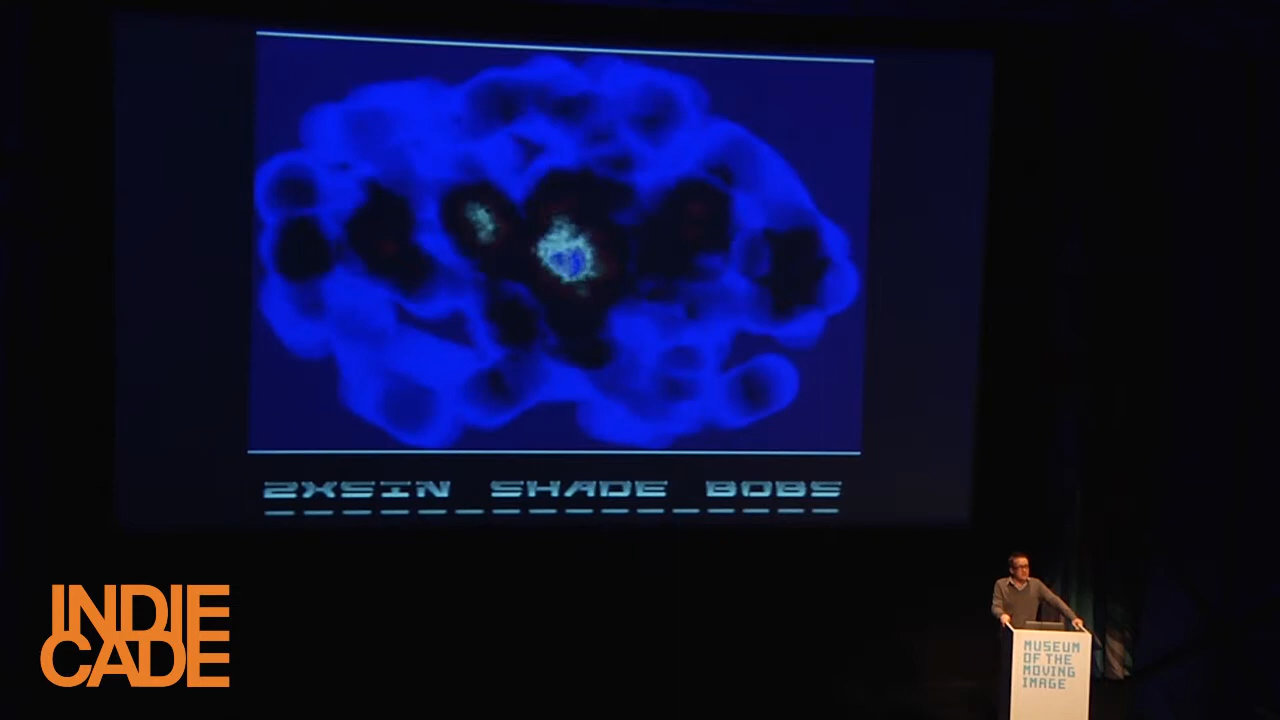 2XSIN SHADE BOBS
INDIE
CADE
MUSEUM
OF THE
MOVING
IMAGE